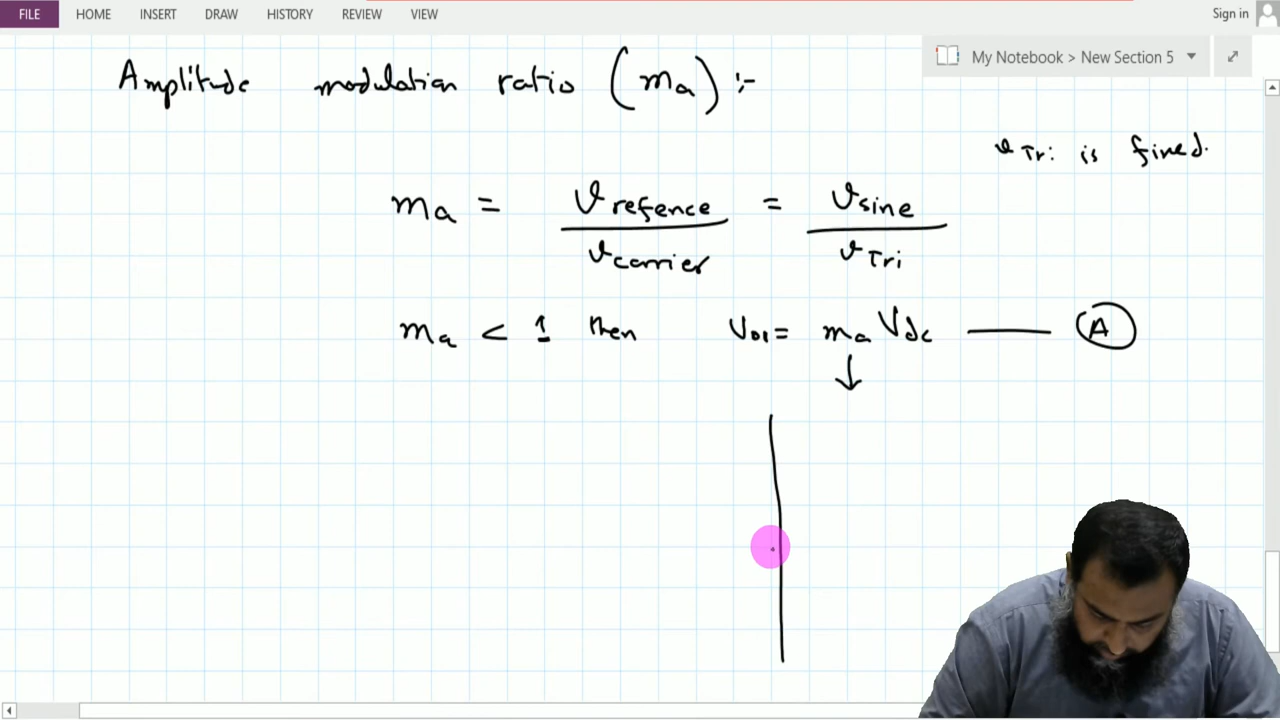 FILE HOME INSERT DRAW HISTORY REVIEW VIEW Sign in
My Notebook > New Section 5
Amplitude modulation ratio (ma) :-
vTri is fixed.
ma = Vrefence / Vcarrier = Vsine / VTri
ma < 1 then Vo1 = ma Vdc —— A